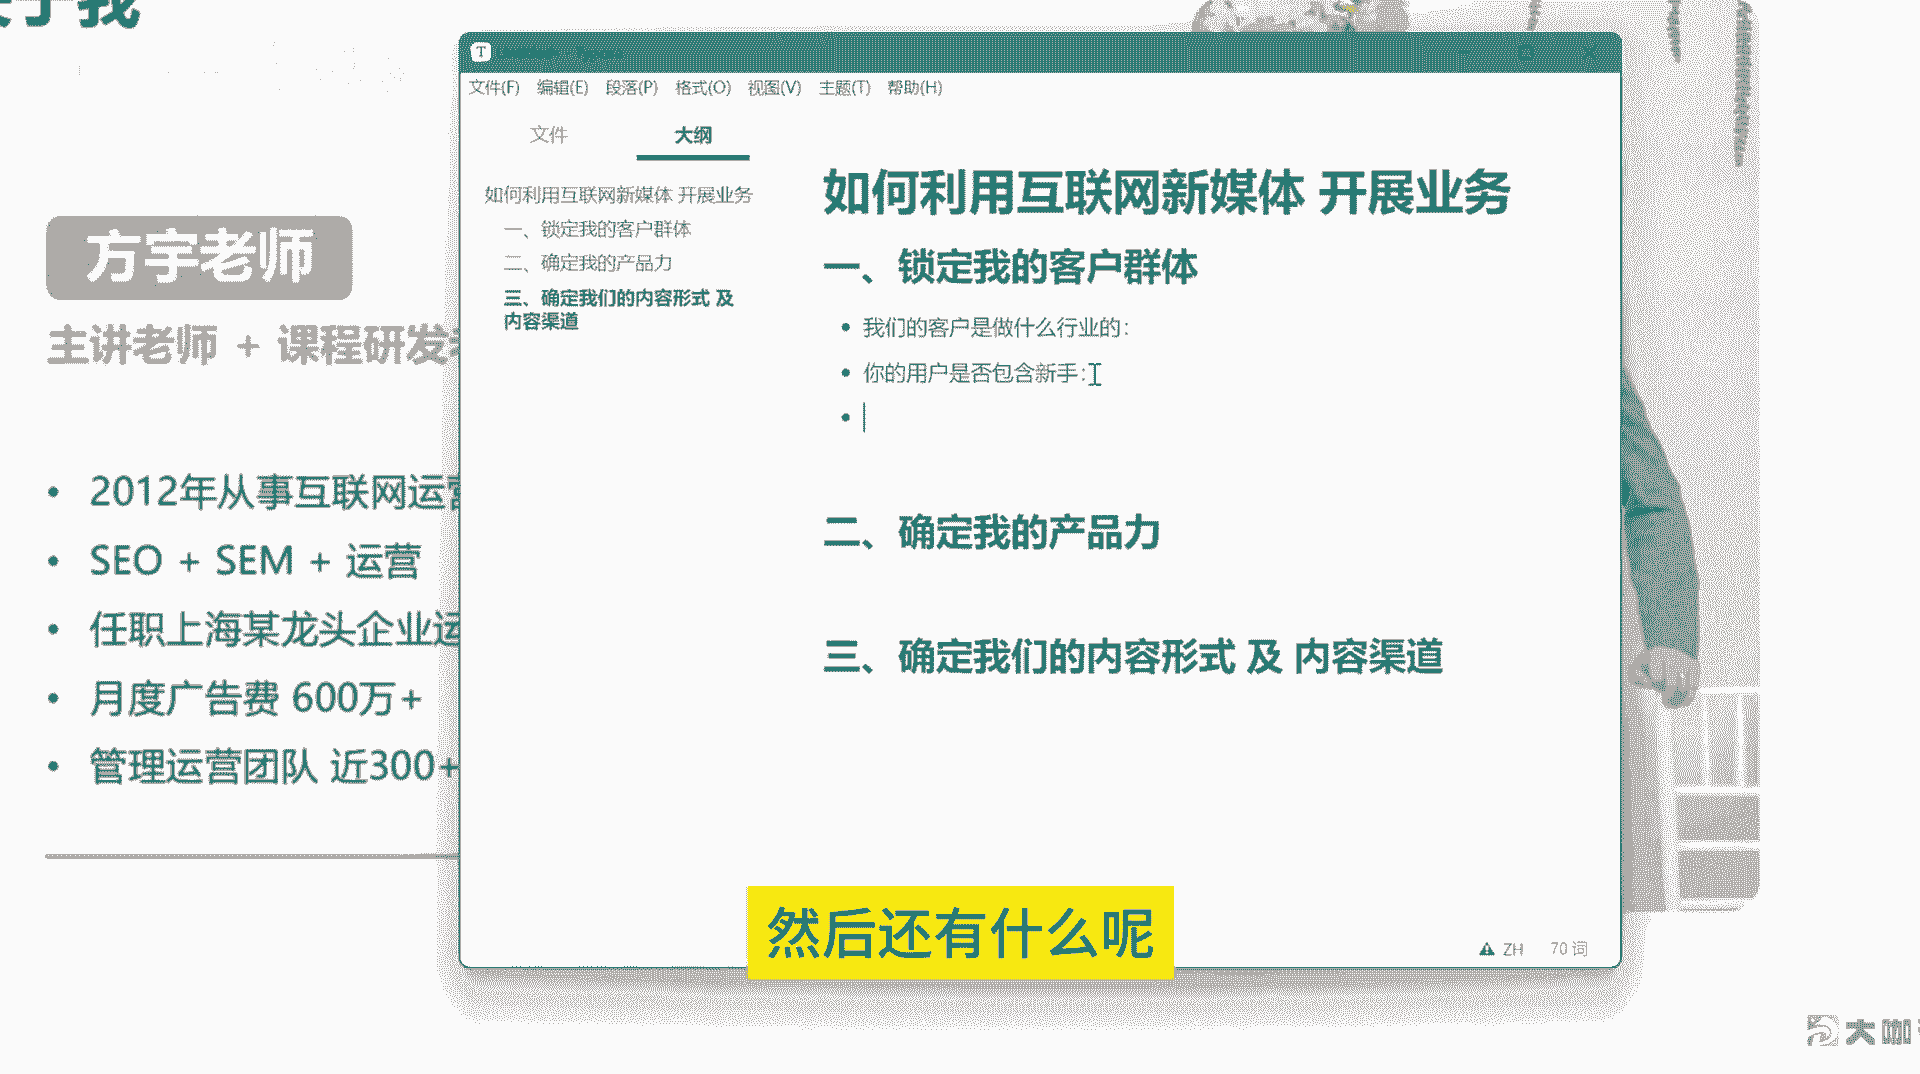 于我
方宇老师
主讲老师 + 课程研发
2012年从事互联网运营
SEO + SEM + 运营
任职上海某龙头企业运
月度广告费 600万+
管理运营团队 近300+
T
文件(F) 编辑(E) 段落(P) 格式(O) 视图(V) 主题(T) 帮助(H)
文件 大纲
如何利用互联网新媒体 开展业务
一、锁定我的客户群体
二、确定我的产品力
三、确定我们的内容形式 及
内容渠道
如何利用互联网新媒体 开展业务
一、锁定我的客户群体
我们的客户是做什么行业的：
你的用户是否包含新手：
二、确定我的产品力
三、确定我们的内容形式 及 内容渠道
ZH 70 词
然后还有什么呢
大咖